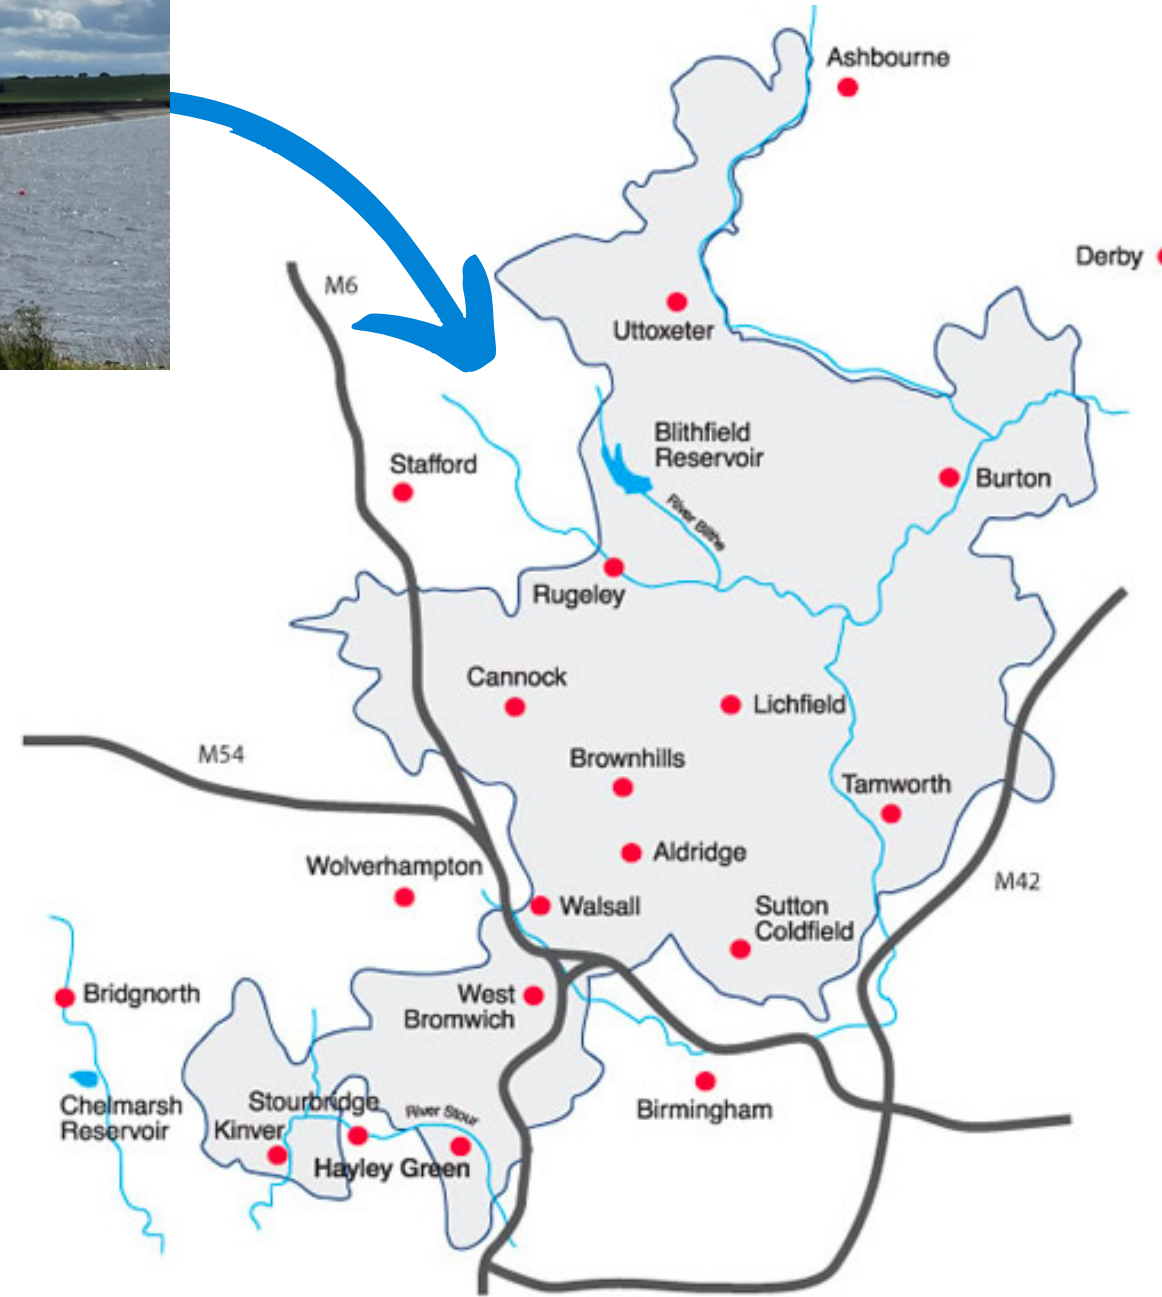 Ashbourne
Derby
M6
Uttoxeter
Blithfield
Reservoir
Stafford
Burton
River Blithe
Rugeley
Cannock
Lichfield
M54
Brownhills
Tamworth
Aldridge
Wolverhampton
M42
Walsall
Sutton
Coldfield
Bridgnorth
West
Bromwich
Chelmarsh
Reservoir
Stourbridge
River Stour
Birmingham
Kinver
Hayley Green